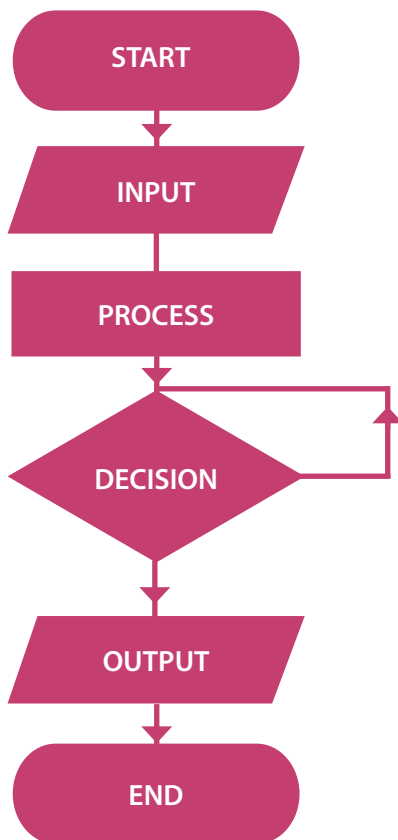 START
INPUT
PROCESS
DECISION
OUTPUT
END